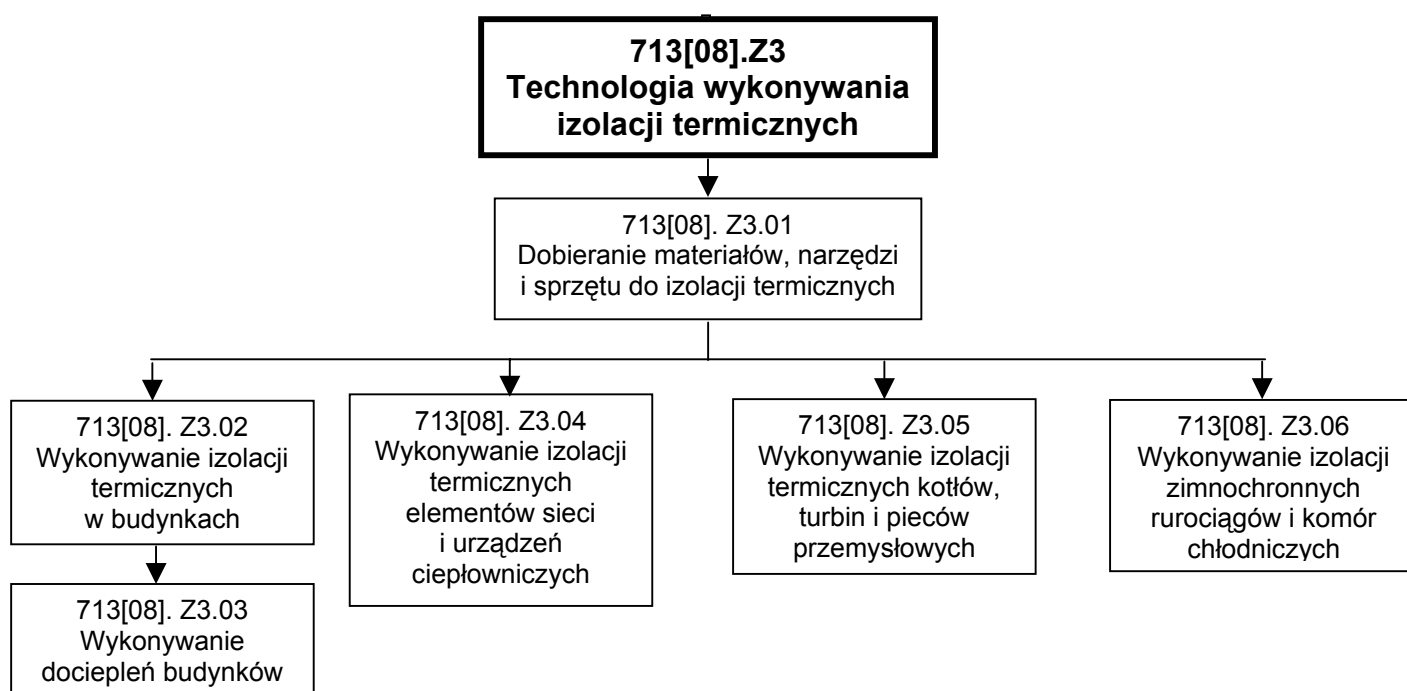 713[08].Z3
Technologia wykonywania
izolacji termicznych
713[08]. Z3.01
Dobieranie materiałów, narzędzi
i sprzętu do izolacji termicznych
713[08]. Z3.02
Wykonywanie izolacji
termicznych
w budynkach
713[08]. Z3.04
Wykonywanie izolacji
termicznych
elementów sieci
i urządzeń
ciepłowniczych
713[08]. Z3.05
Wykonywanie izolacji
termicznych kotłów,
turbin i pieców
przemysłowych
713[08]. Z3.06
Wykonywanie izolacji
zimnochronnych
rurociągów i komór
chłodniczych
713[08]. Z3.03
Wykonywanie
dociepleń budynków